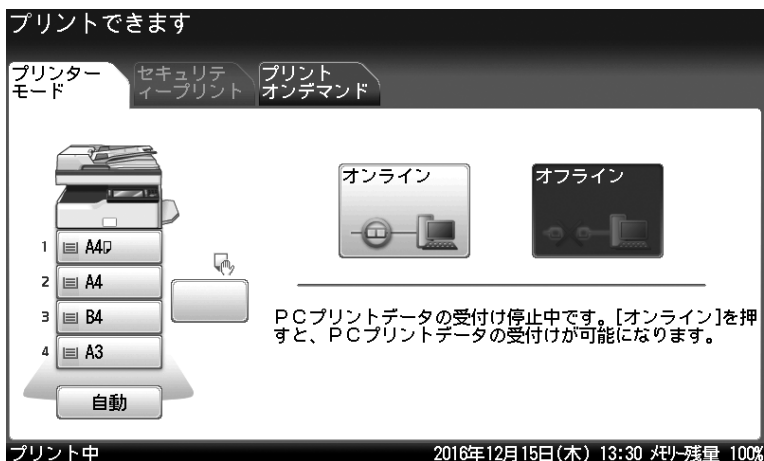 プリントできます
プリンター
モード
セキュリテ
ィープリント
プリント
オンデマンド
オンライン
オフライン
1 A4
2 A4
3 B4
4 A3
自動
PCプリントデータの受付け停止中です。[オンライン]を押
すと、PCプリントデータの受付けが可能になります。
プリント中
2016年12月15日(木) 13:30 メモリー残量 100%